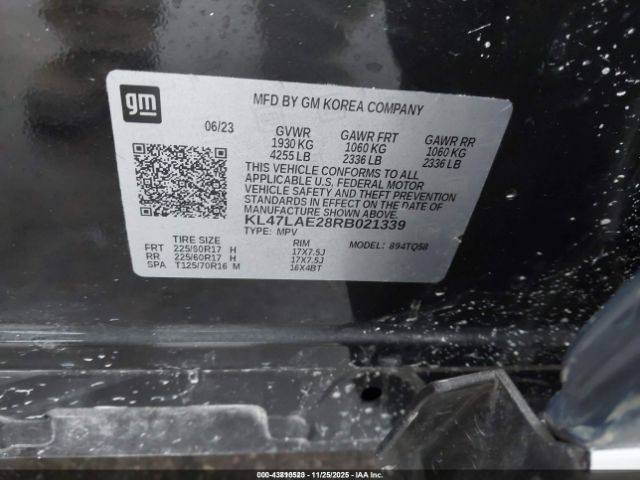 gm
MFD BY GM KOREA COMPANY
06/23 GVWR GAWR FRT GAWR RR
1930 KG 1060 KG 1060 KG
4255 LB 2336 LB 2336 LB
THIS VEHICLE CONFORMS TO ALL
APPLICABLE U.S. FEDERAL MOTOR
VEHICLE SAFETY AND THEFT PREVENTION
STANDARDS IN EFFECT ON THE DATE OF
MANUFACTURE SHOWN ABOVE.
KL47LAE28RB021339
TYPE: MPV
TIRE SIZE RIM MODEL: 894TQ58
FRT 225/60R17 H 17X7.5J
RR 225/60R17 H 17X7.5J
SPA T125/70R16 M 16X4BT
11/25/2025 - IAA Inc.